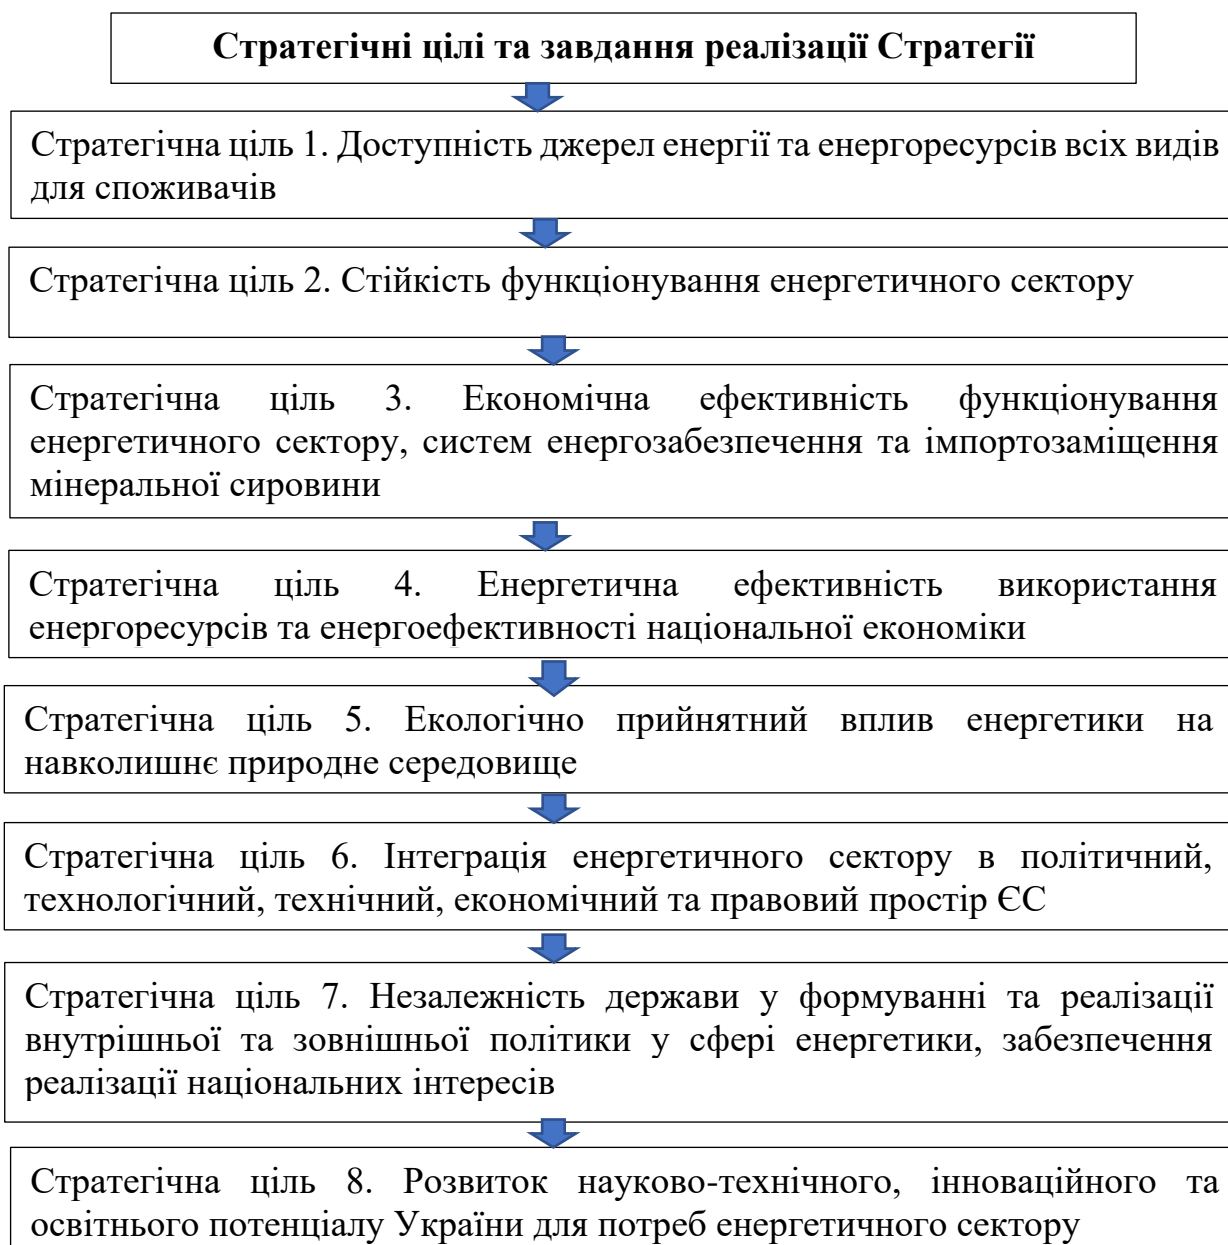 Стратегічні цілі та завдання реалізації Стратегії
Стратегічна ціль 1. Доступність джерел енергії та енергоресурсів всіх видів
для споживачів
Стратегічна ціль 2. Стійкість функціонування енергетичного сектору
Стратегічна ціль 3. Економічна ефективність функціонування
енергетичного сектору, систем енергозабезпечення та імпортозаміщення
мінеральної сировини
Стратегічна ціль 4. Енергетична ефективність використання
енергоресурсів та енергоефективності національної економіки
Стратегічна ціль 5. Екологічно прийнятний вплив енергетики на
навколишнє природне середовище
Стратегічна ціль 6. Інтеграція енергетичного сектору в політичний,
технологічний, технічний, економічний та правовий простір ЄС
Стратегічна ціль 7. Незалежність держави у формуванні та реалізації
внутрішньої та зовнішньої політики у сфері енергетики, забезпечення
реалізації національних інтересів
Стратегічна ціль 8. Розвиток науково-технічного, інноваційного та
освітнього потенціалу України для потреб енергетичного сектору